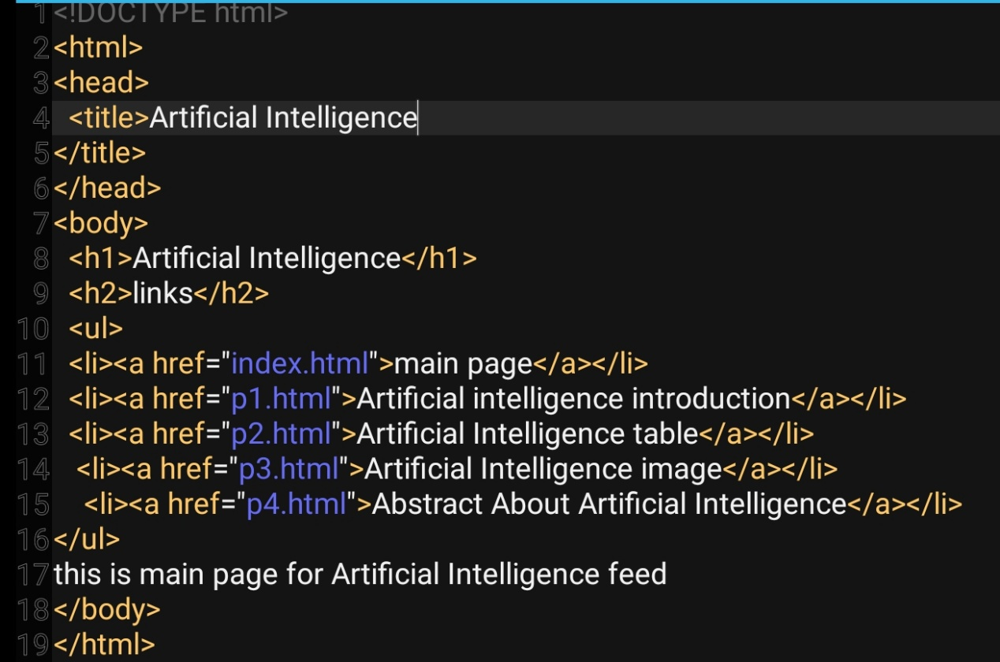 1 <!DOCTYPE html>
2 <html>
3 <head>
4 <title>Artificial Intelligence
5 </title>
6 </head>
7 <body>
8 <h1>Artificial Intelligence</h1>
9 <h2>links</h2>
10 <ul>
11 <li><a href="index.html">main page</a></li>
12 <li><a href="p1.html">Artificial intelligence introduction</a></li>
13 <li><a href="p2.html">Artificial Intelligence table</a></li>
14 <li><a href="p3.html">Artificial Intelligence image</a></li>
15 <li><a href="p4.html">Abstract About Artificial Intelligence</a></li>
16 </ul>
17 this is main page for Artificial Intelligence feed
18 </body>
19 </html>